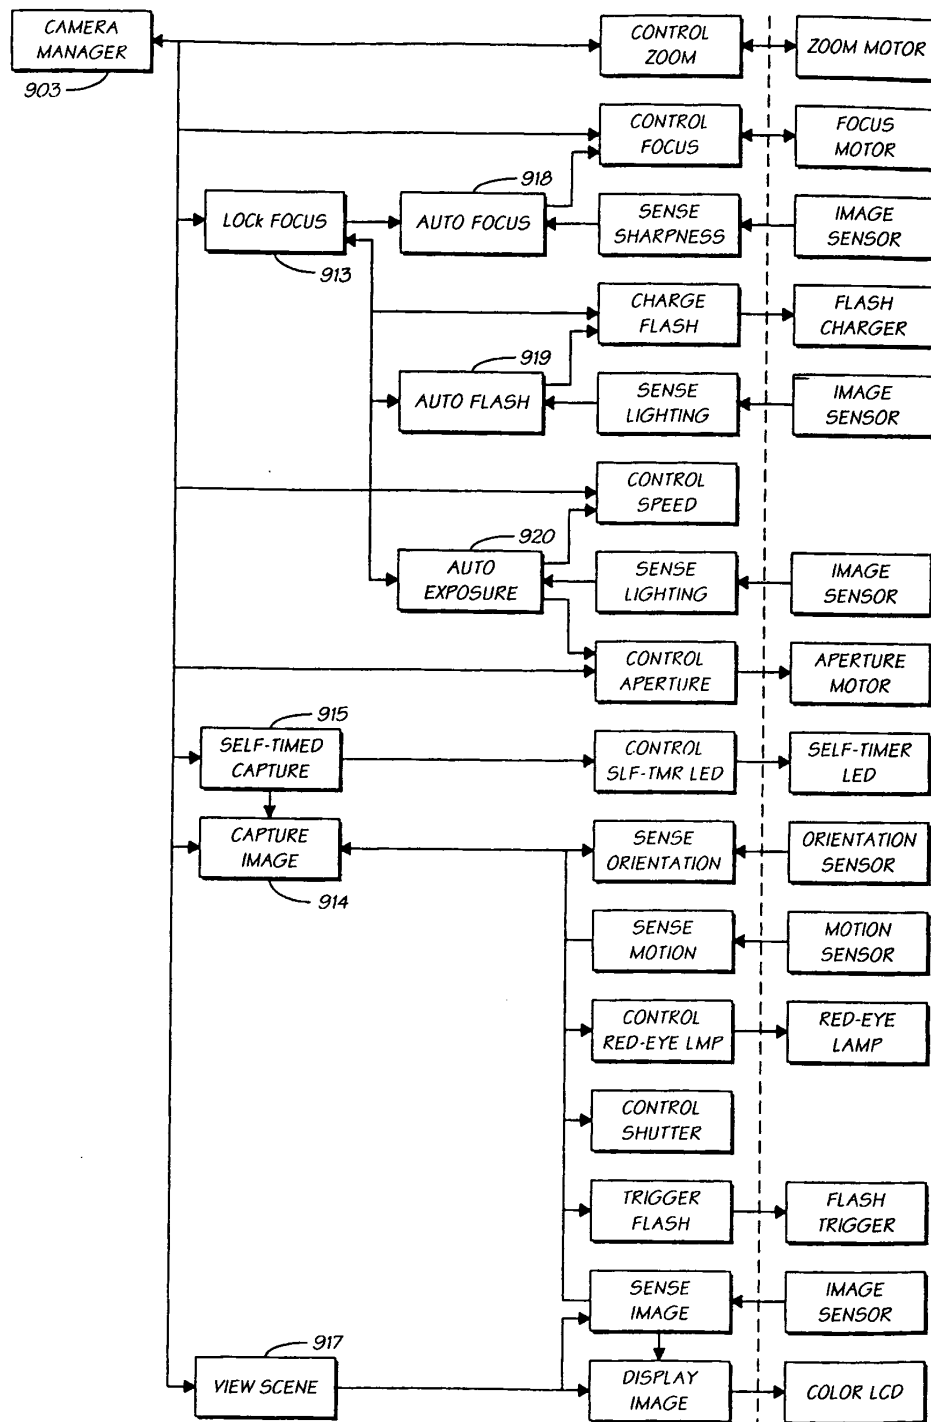 CAMERA
MANAGER
903
CONTROL
ZOOM
ZOOM MOTOR
CONTROL
FOCUS
FOCUS
MOTOR
918
LOCK FOCUS
913
AUTO FOCUS
SENSE
SHARPNESS
IMAGE
SENSOR
CHARGE
FLASH
FLASH
CHARGER
919
AUTO FLASH
SENSE
LIGHTING
IMAGE
SENSOR
CONTROL
SPEED
920
AUTO
EXPOSURE
SENSE
LIGHTING
IMAGE
SENSOR
CONTROL
APERTURE
APERTURE
MOTOR
915
SELF-TIMED
CAPTURE
CONTROL
SLF-TMR LED
SELF-TIMER
LED
CAPTURE
IMAGE
914
SENSE
ORIENTATION
ORIENTATION
SENSOR
SENSE
MOTION
MOTION
SENSOR
CONTROL
RED-EYE LMP
RED-EYE
LAMP
CONTROL
SHUTTER
TRIGGER
FLASH
FLASH
TRIGGER
SENSE
IMAGE
IMAGE
SENSOR
917
VIEW SCENE
DISPLAY
IMAGE
COLOR LCD